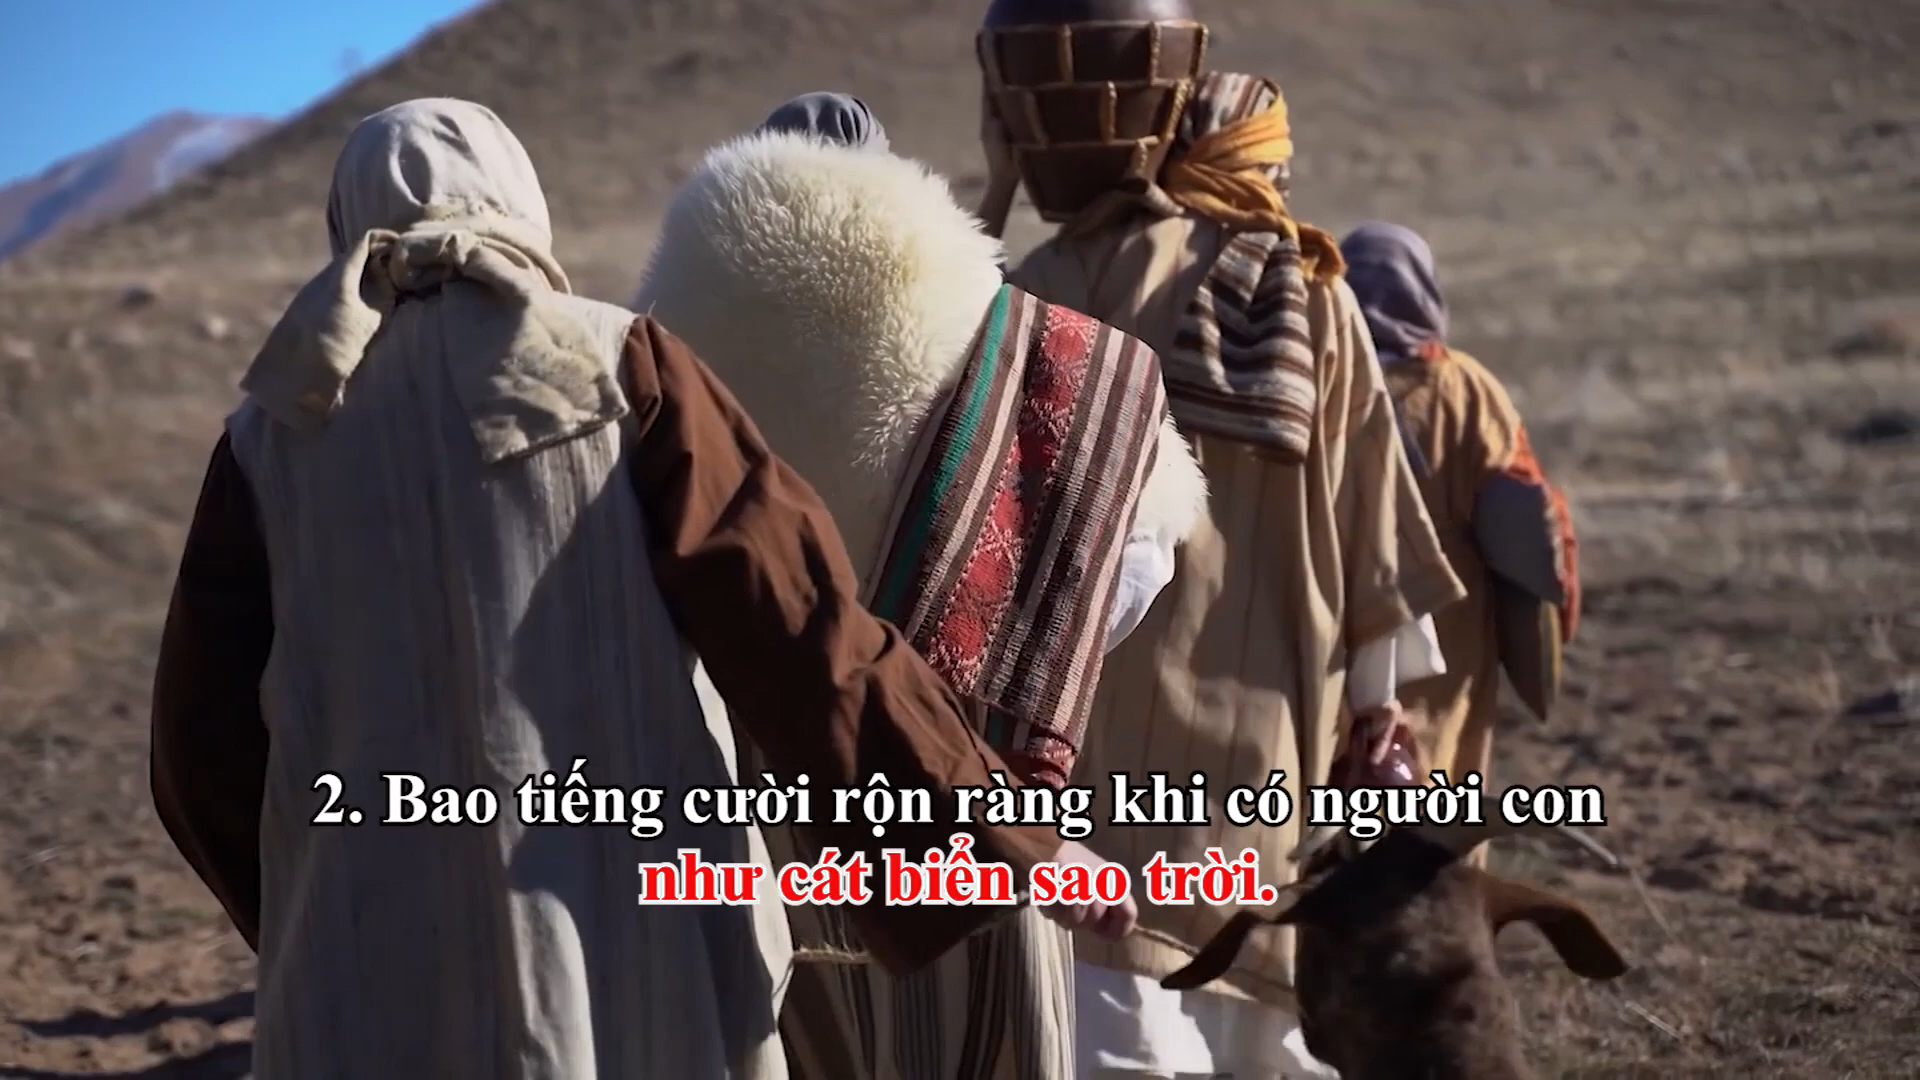 2. Bao tiếng cười rộn ràng khi có người con
như cát biển sao trời.